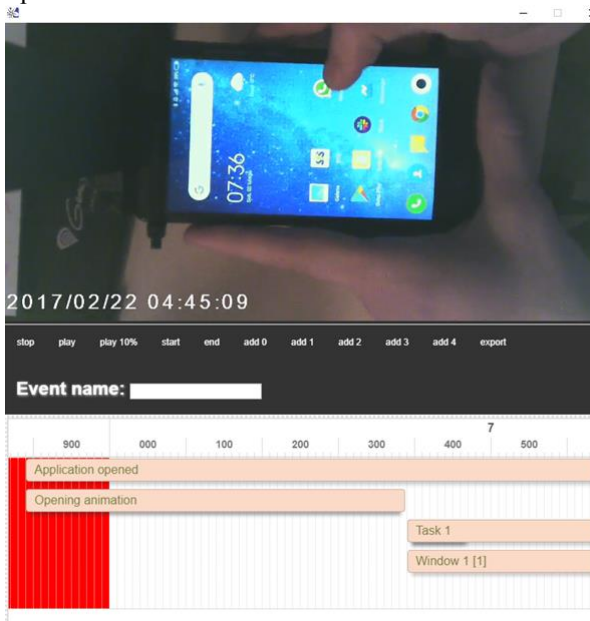 07:36
2017/02/22 04:45:09
stop play play 10% start end add 0 add 1 add 2 add 3 add 4 export
Event name:
7
900 000 100 200 300 400 500
Application opened
Opening animation
Task 1
Window 1 [1]